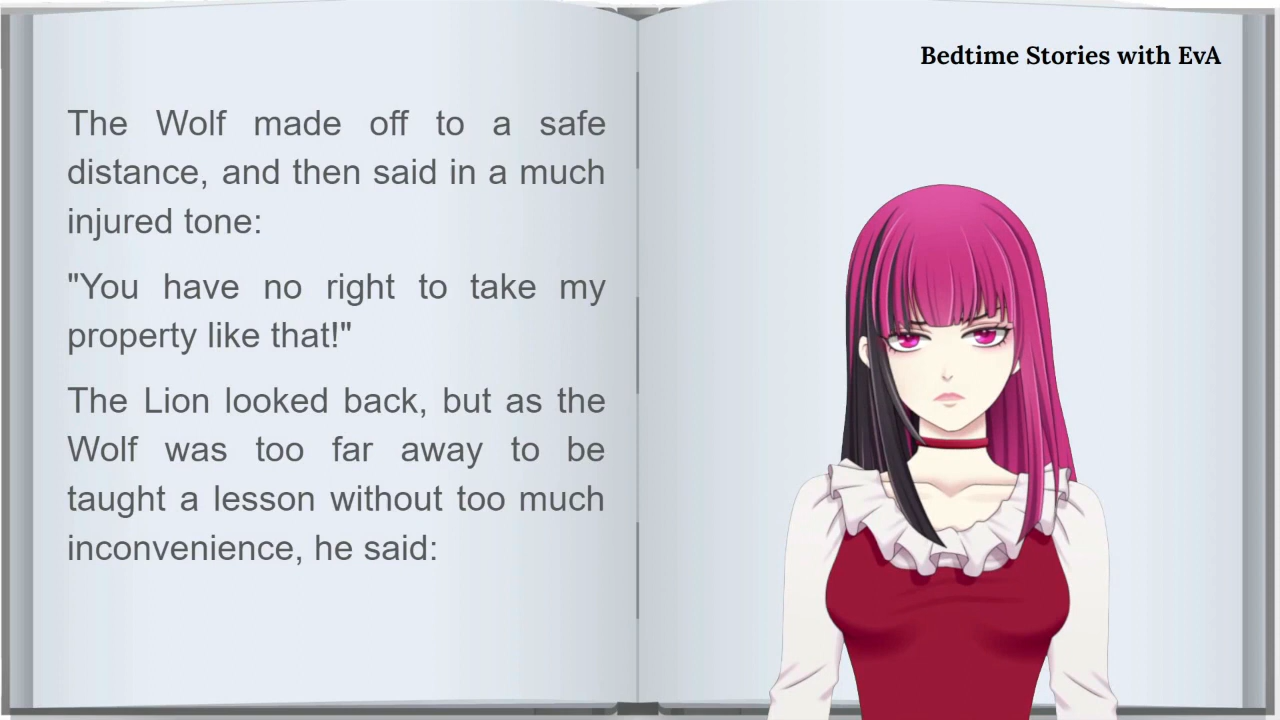 Bedtime Stories with EvA
The Wolf made off to a safe
distance, and then said in a much
injured tone:
"You have no right to take my
property like that!"
The Lion looked back, but as the
Wolf was too far away to be
taught a lesson without too much
inconvenience, he said: